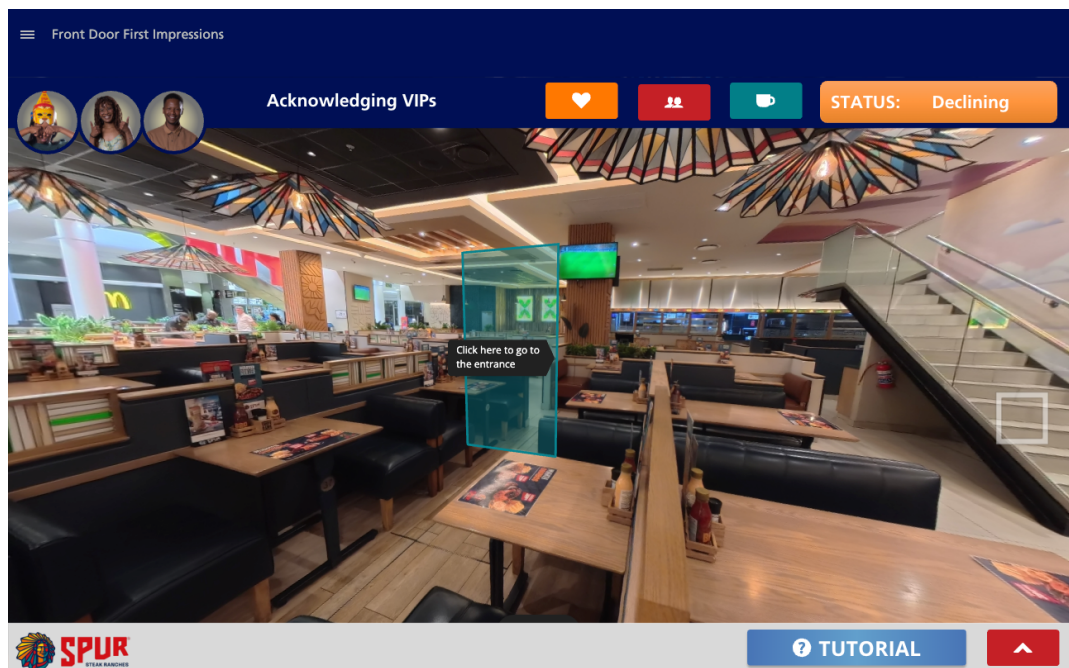 Front Door First Impressions
Acknowledging VIPs
STATUS: Declining
Click here to go to
the entrance
SPUR
STEAK RANCHES
? TUTORIAL